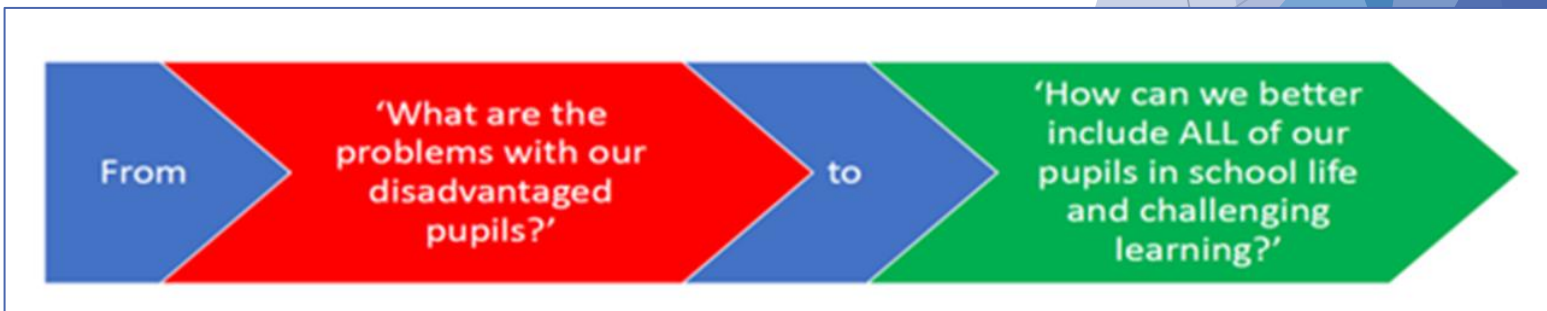 From
‘What are the
problems with our
disadvantaged
pupils?’
to
‘How can we better
include ALL of our
pupils in school life
and challenging
learning?’